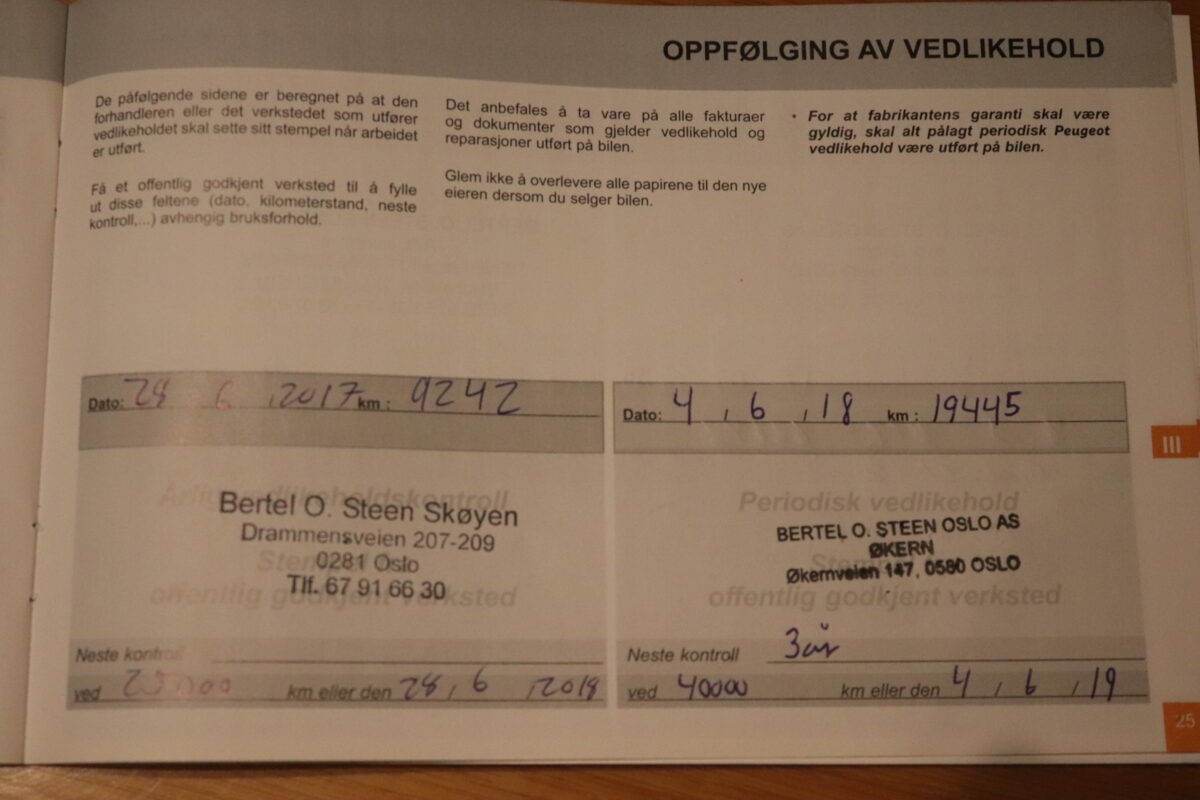 OPPFØLGING AV VEDLIKEHOLD
De påfølgende sidene er beregnet på at den
forhandleren eller det verkstedet som utfører
vedlikeholdet skal sette sitt stempel når arbeidet
er utført.
Få et offentlig godkjent verksted til å fylle
ut disse feltene (dato, kilometerstand, neste
kontroll,...) avhengig bruksforhold.
Det anbefales å ta vare på alle fakturaer
og dokumenter som gjelder vedlikehold og
reparasjoner utført på bilen.
Glem ikke å overlevere alle papirene til den nye
eieren dersom du selger bilen.
• For at fabrikantens garanti skal være
gyldig, skal alt pålagt periodisk Peugeot
vedlikehold være utført på bilen.
Dato: 28 6 , 2017 km : 9242
Årlig vedlikeholdskontroll
Bertel O. Steen Skøyen
Drammensveien 207-209
0281 Oslo
Tlf. 67 91 66 30
offentlig godkjent verksted
Neste kontroll
ved 25000 km eller den 28, 6 , 2018
Dato: 4 , 6 , 18 km : 19445
Periodisk vedlikehold
BERTEL O. STEEN OSLO AS
ØKERN
Økernveien 147, 0580 OSLO
offentlig godkjent verksted
Neste kontroll 3år
ved 40000 km eller den 4 , 6 , 19
III
25